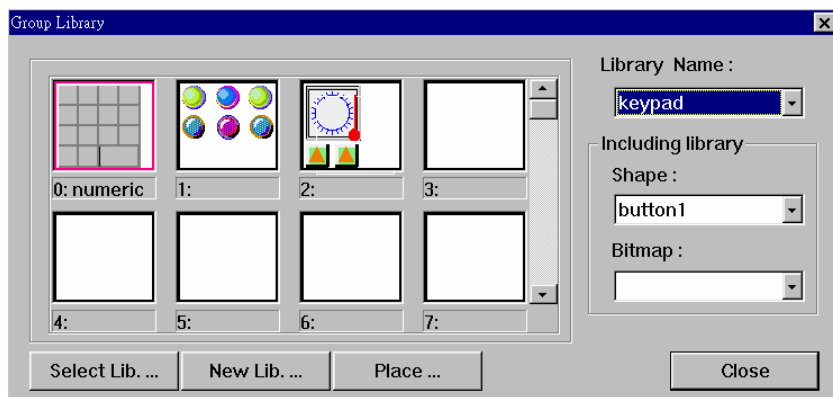 Group Library
Library Name :
keypad
Including library
Shape :
button1
Bitmap :
0: numeric
1:
2:
3:
4:
5:
6:
7:
Select Lib. ...
New Lib. ...
Place ...
Close